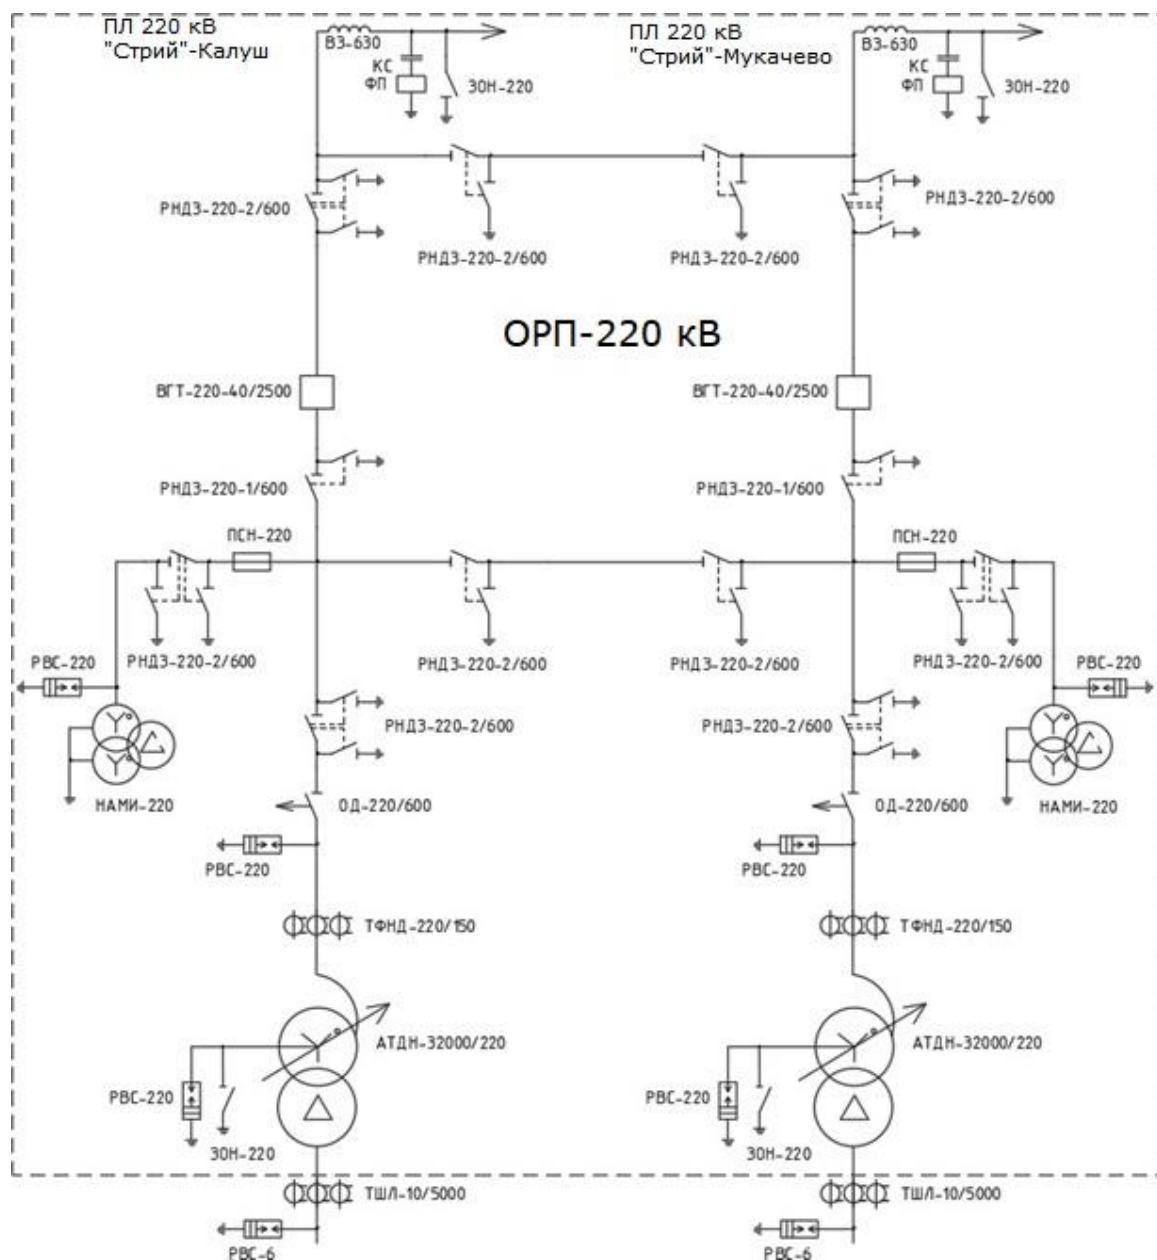 ПЛ 220 кВ
"Стрий"-Калуш
ВЗ-630
КС
ФП
ЗОН-220
ПЛ 220 кВ
"Стрий"-Мукачево
ВЗ-630
КС
ФП
ЗОН-220
РНДЗ-220-2/600
РНДЗ-220-2/600
РНДЗ-220-2/600
РНДЗ-220-2/600
ОРП-220 кВ
ВГТ-220-40/2500
ВГТ-220-40/2500
РНДЗ-220-1/600
РНДЗ-220-1/600
ПСН-220
ПСН-220
РНДЗ-220-2/600
РНДЗ-220-2/600
РНДЗ-220-2/600
РНДЗ-220-2/600
РВС-220
РВС-220
РНДЗ-220-2/600
РНДЗ-220-2/600
НАМИ-220
ОД-220/600
ОД-220/600
НАМИ-220
РВС-220
РВС-220
ТФНД-220/150
ТФНД-220/150
АТДН-32000/220
АТДН-32000/220
РВС-220
РВС-220
ЗОН-220
ЗОН-220
ТШЛ-10/5000
ТШЛ-10/5000
РВС-6
РВС-6